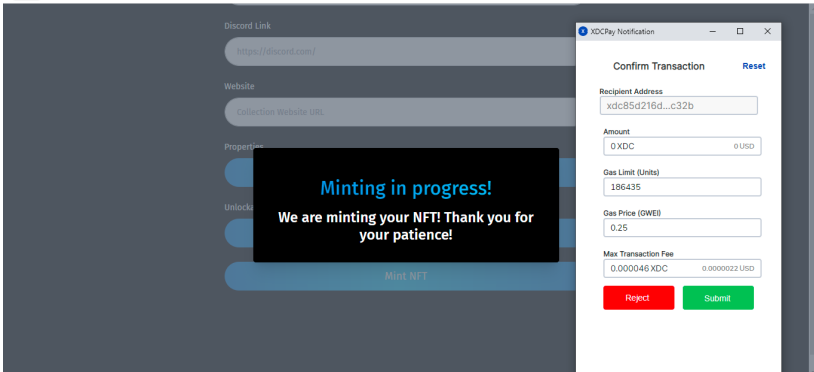 Discord Link
https://discord.com/
Website
Collection Website URL
Properties
Unlocka
Minting in progress!
We are minting your NFT! Thank you for
your patience!
Mint NFT
X
XDCPay Notification
Confirm Transaction
Reset
Recipient Address
xdc85d216d...c32b
Amount
0 XDC
0 USD
Gas Limit (Units)
186435
Gas Price (GWEI)
0.25
Max Transaction Fee
0.000046 XDC
0.0000022 USD
Reject
Submit